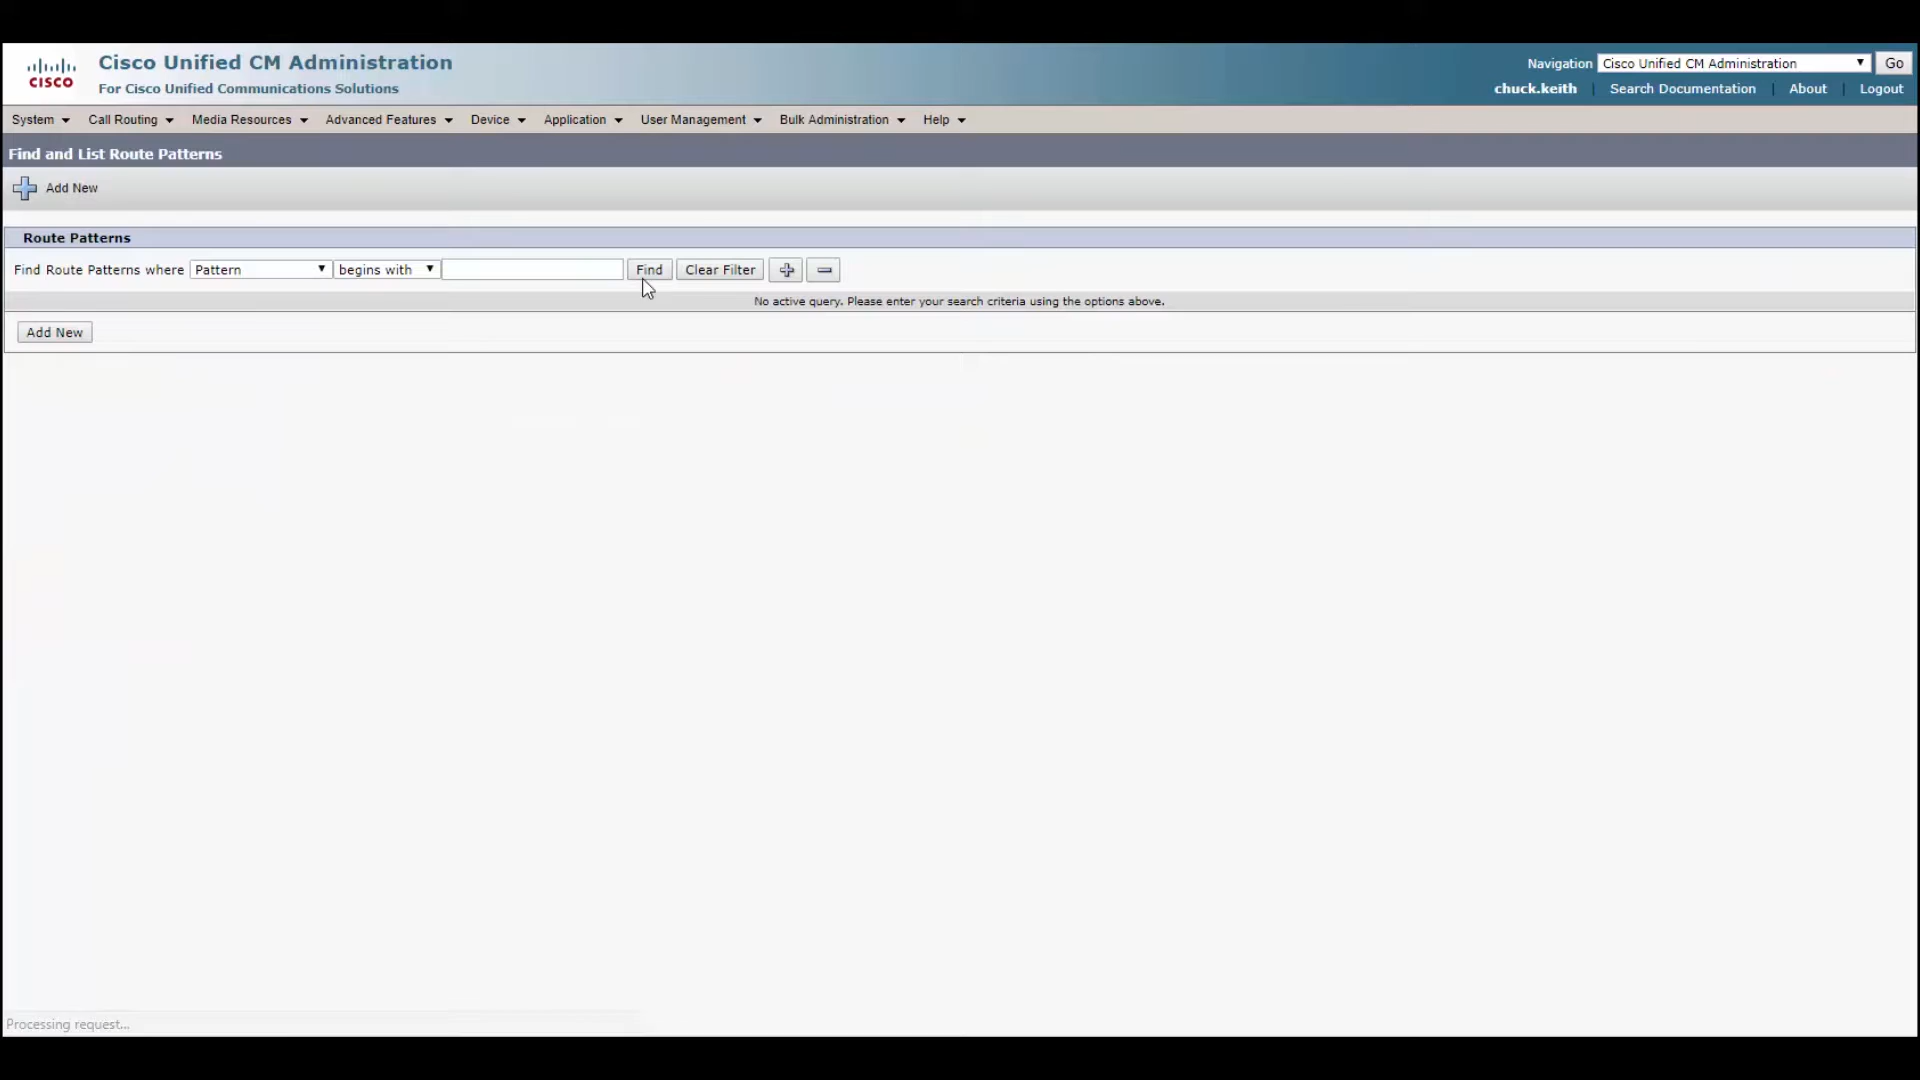 Cisco Unified CM Administration
For Cisco Unified Communications Solutions
CISCO
Navigation Cisco Unified CM Administration Go
chuck.keith | Search Documentation | About | Logout
System Call Routing Media Resources Advanced Features Device Application User Management Bulk Administration Help
Find and List Route Patterns
Add New
Route Patterns
Find Route Patterns where Pattern begins with Find Clear Filter
No active query. Please enter your search criteria using the options above.
Add New
Processing request...